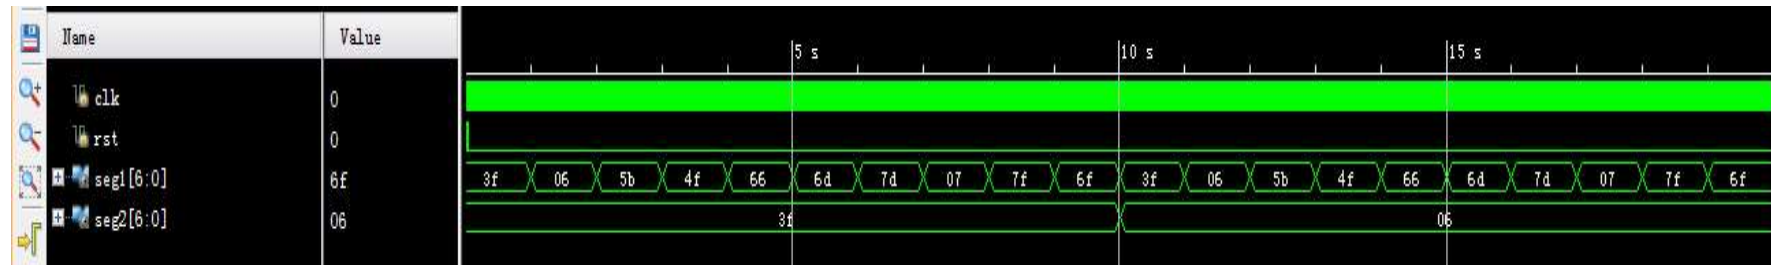 Name Value
5 s 10 s 15 s
clk 0
rst 0
seg1[6:0] 6f 3f 06 5b 4f 66 6d 7d 07 7f 6f 3f 06 5b 4f 66 6d 7d 07 7f 6f
seg2[6:0] 06 3f 06